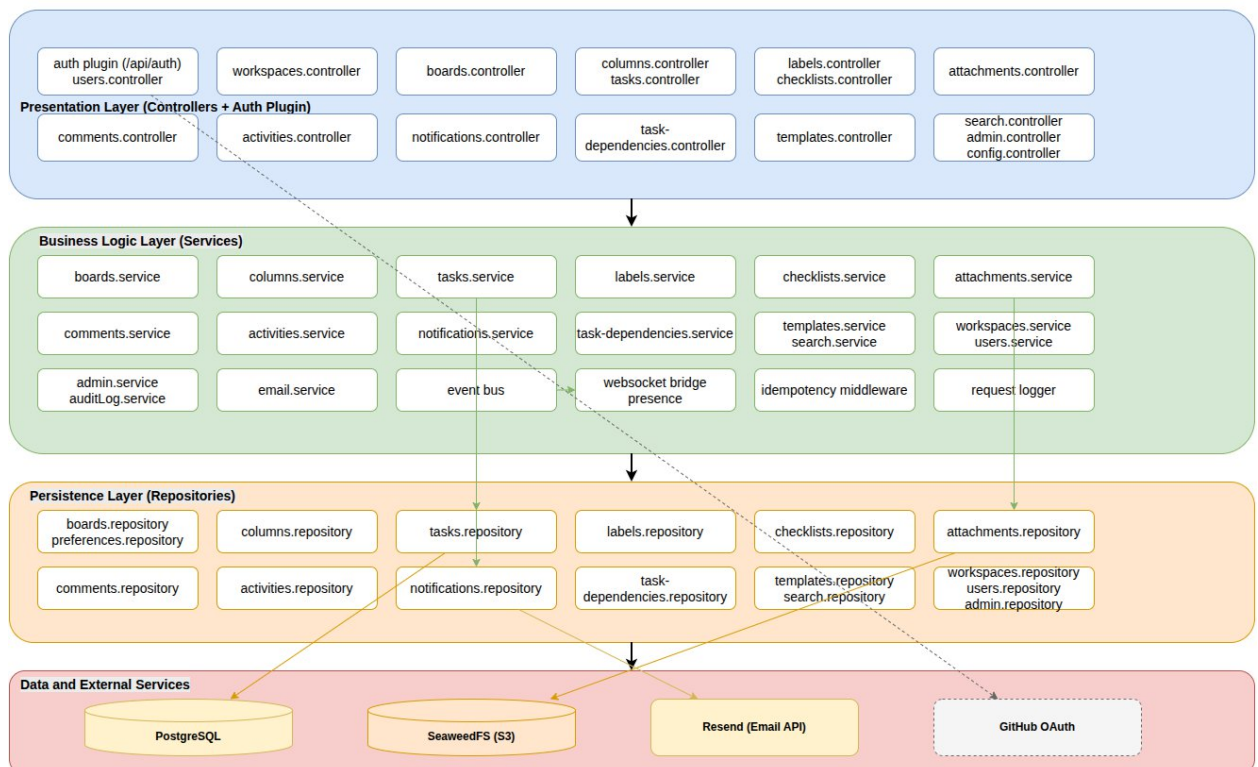 auth plugin (/api/auth)
users.controller
workspaces.controller
boards.controller
columns.controller
tasks.controller
labels.controller
checklists.controller
attachments.controller
Presentation Layer (Controllers + Auth Plugin)
comments.controller
activities.controller
notifications.controller
task-
dependencies.controller
templates.controller
search.controller
admin.controller
config.controller
Business Logic Layer (Services)
boards.service
columns.service
tasks.service
labels.service
checklists.service
attachments.service
comments.service
activities.service
notifications.service
task-dependencies.service
templates.service
search.service
workspaces.service
users.service
admin.service
auditLog.service
email.service
event bus
websocket bridge
presence
idempotency middleware
request logger
Persistence Layer (Repositories)
boards.repository
preferences.repository
columns.repository
tasks.repository
labels.repository
checklists.repository
attachments.repository
comments.repository
activities.repository
notifications.repository
task-
dependencies.repository
templates.repository
search.repository
workspaces.repository
users.repository
admin.repository
Data and External Services
PostgreSQL
SeaweedFS (S3)
Resend (Email API)
GitHub OAuth